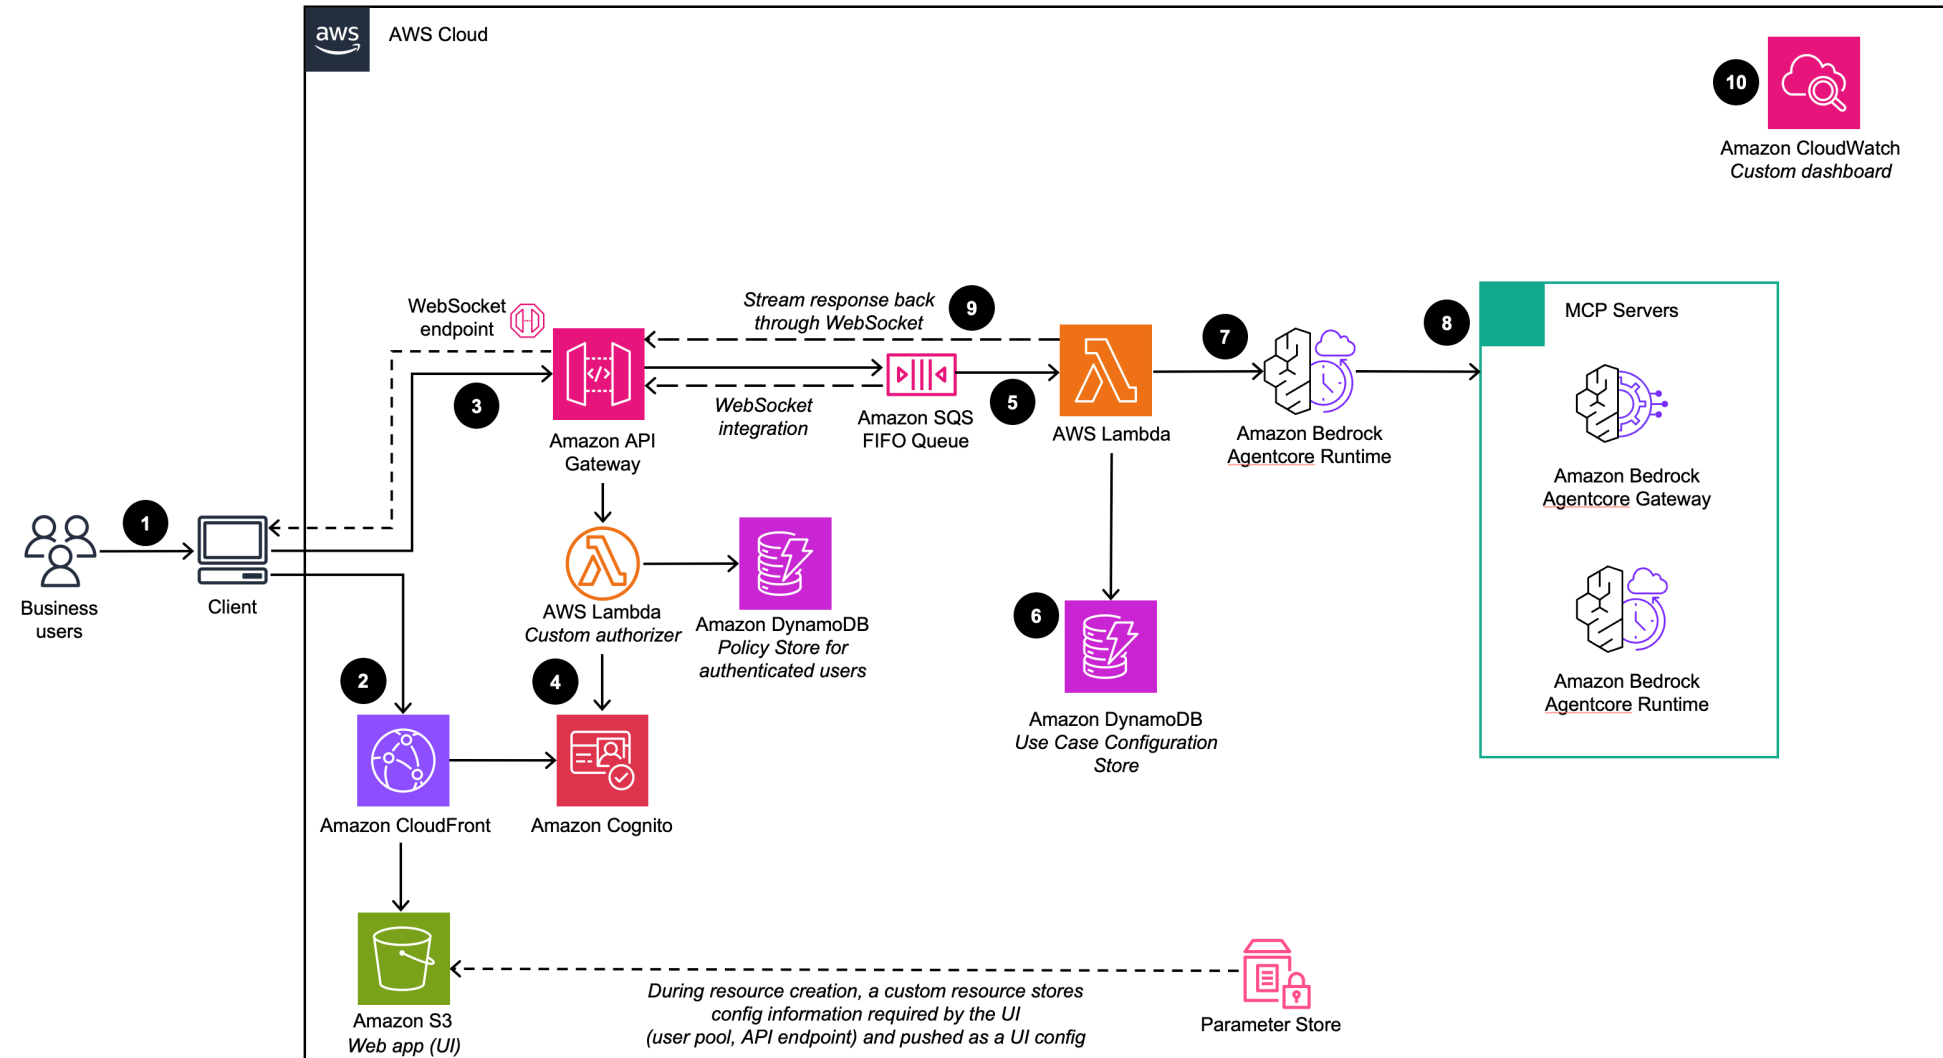 aws
AWS Cloud
10
Amazon CloudWatch
Custom dashboard
WebSocket
endpoint
Stream response back
through WebSocket
9
7
8
MCP Servers
3
</>
WebSocket
integration
5
Amazon API
Gateway
Amazon SQS
FIFO Queue
AWS Lambda
Amazon Bedrock
Agentcore Runtime
Amazon Bedrock
Agentcore Gateway
1
Business
users
Client
AWS Lambda
Custom authorizer
Amazon DynamoDB
Policy Store for
authenticated users
6
Amazon DynamoDB
Use Case Configuration
Store
Amazon Bedrock
Agentcore Runtime
2
4
Amazon CloudFront
Amazon Cognito
Amazon S3
Web app (UI)
During resource creation, a custom resource stores
config information required by the UI
(user pool, API endpoint) and pushed as a UI config
Parameter Store